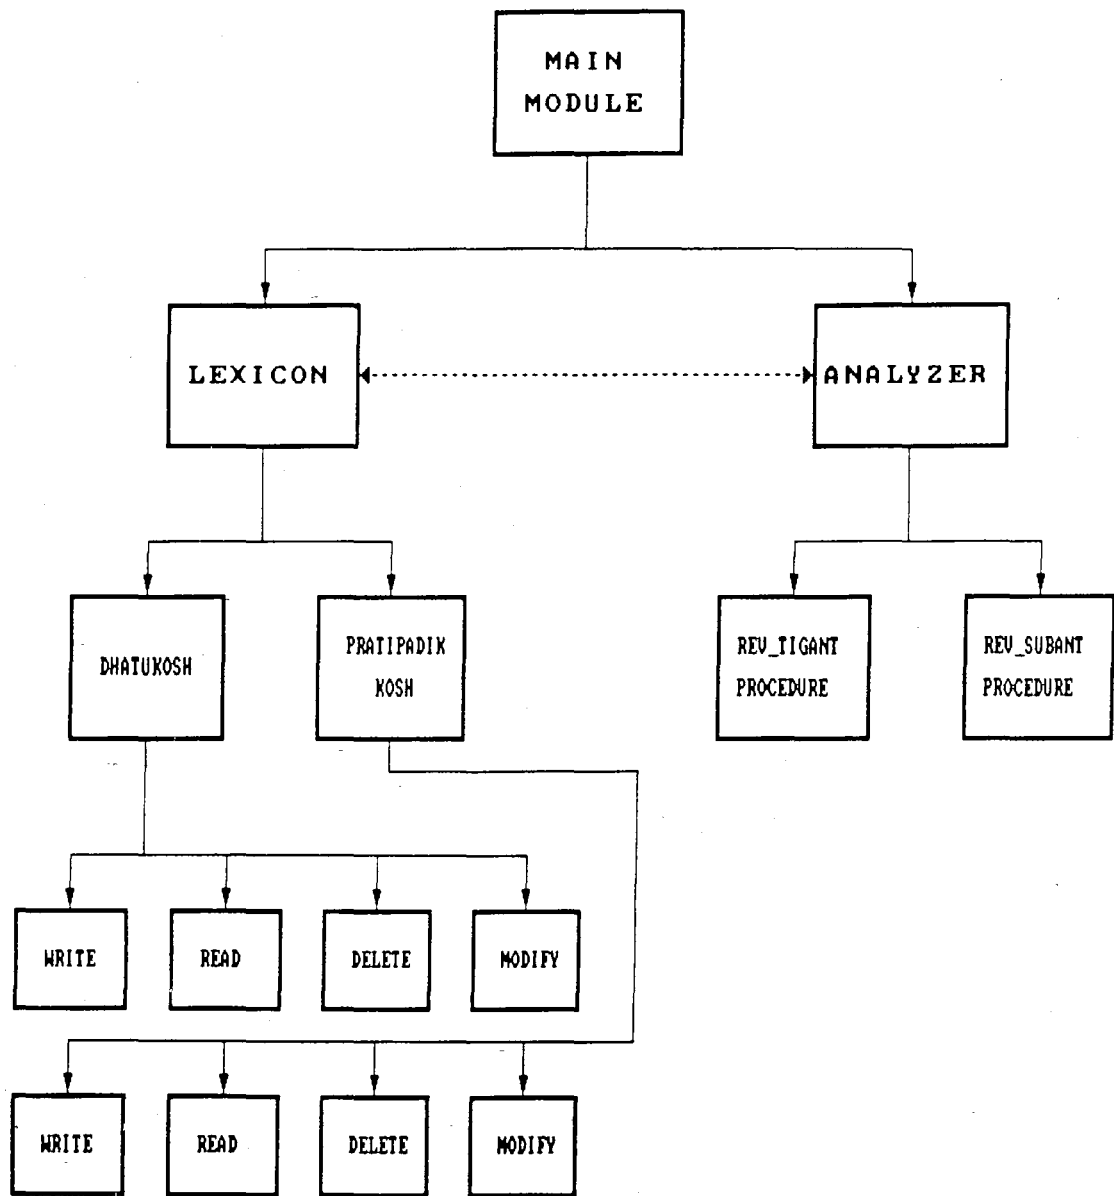 MAIN
MODULE
LEXICON
ANALYZER
DHATUKOSH
PRATIPADIK
KOSH
REV_TIGANT
PROCEDURE
REV_SUBANT
PROCEDURE
WRITE
READ
DELETE
MODIFY
WRITE
READ
DELETE
MODIFY